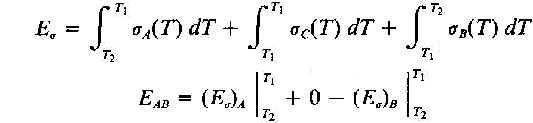 E_σ = ∫_{T_2}^{T_1} σ_A(T) dT + ∫_{T_1}^{T_1} σ_C(T) dT + ∫_{T_1}^{T_2} σ_B(T) dT
E_{AB} = (E_σ)_A |_{T_2}^{T_1} + 0 − (E_σ)_B |_{T_2}^{T_1}